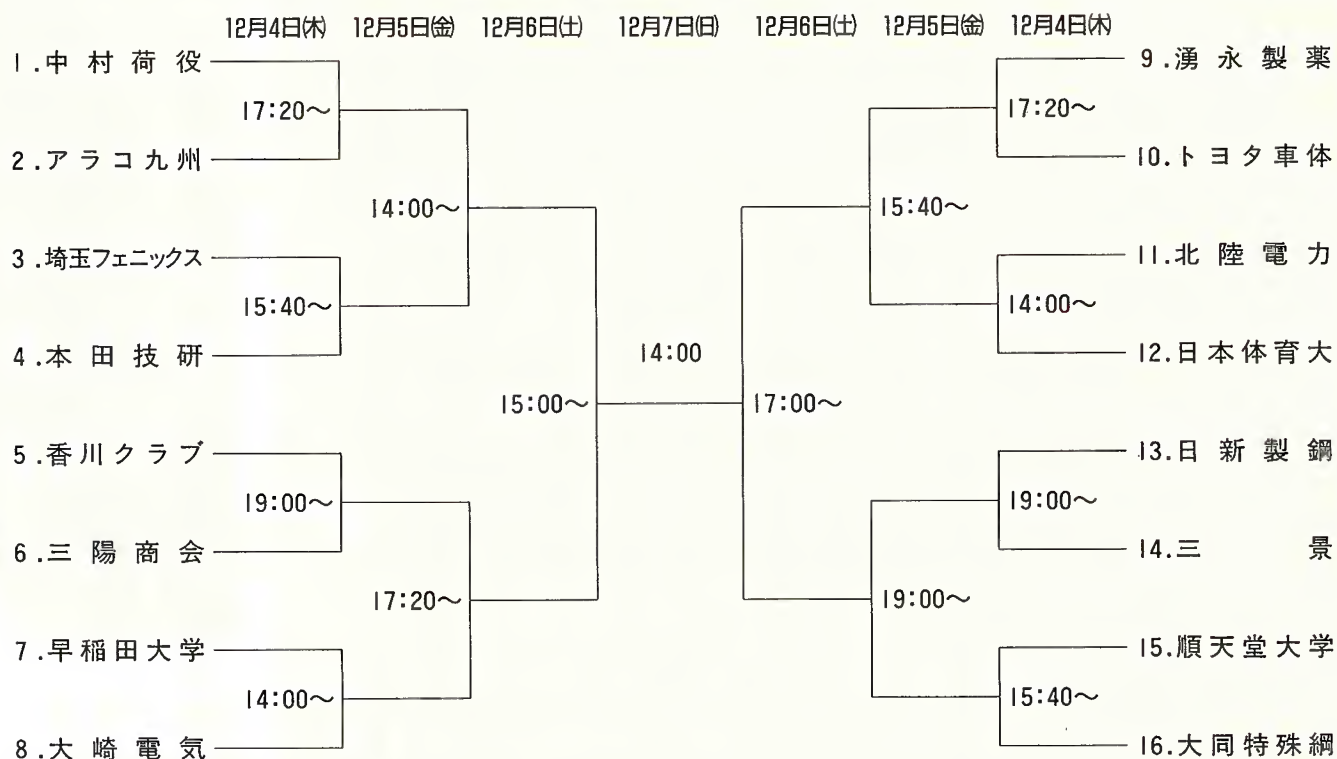 12月4日㈭ 12月5日㈮ 12月6日㈯ 12月7日㈰ 12月6日㈯ 12月5日㈮ 12月4日㈭
1.中村荷役
17:20〜
2.アラコ九州
14:00〜
3.埼玉フェニックス
15:40〜
4.本田技研
15:00〜
5.香川クラブ
19:00〜
6.三陽商会
17:20〜
7.早稲田大学
14:00〜
8.大崎電気
14:00
9.湧永製薬
17:20〜
10.トヨタ車体
15:40〜
11.北陸電力
14:00〜
12.日本体育大
17:00〜
13.日新製鋼
19:00〜
14.三景
19:00〜
15.順天堂大学
15:40〜
16.大同特殊綱